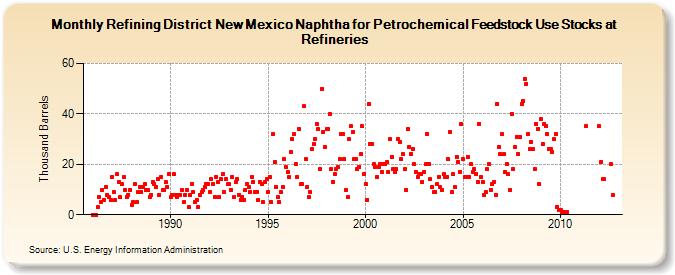 Monthly Refining District New Mexico Naphtha for Petrochemical Feedstock Use Stocks at
Refineries
Thousand Barrels
60
40
20
0
1990
1995
2000
2005
2010
Source: U.S. Energy Information Administration